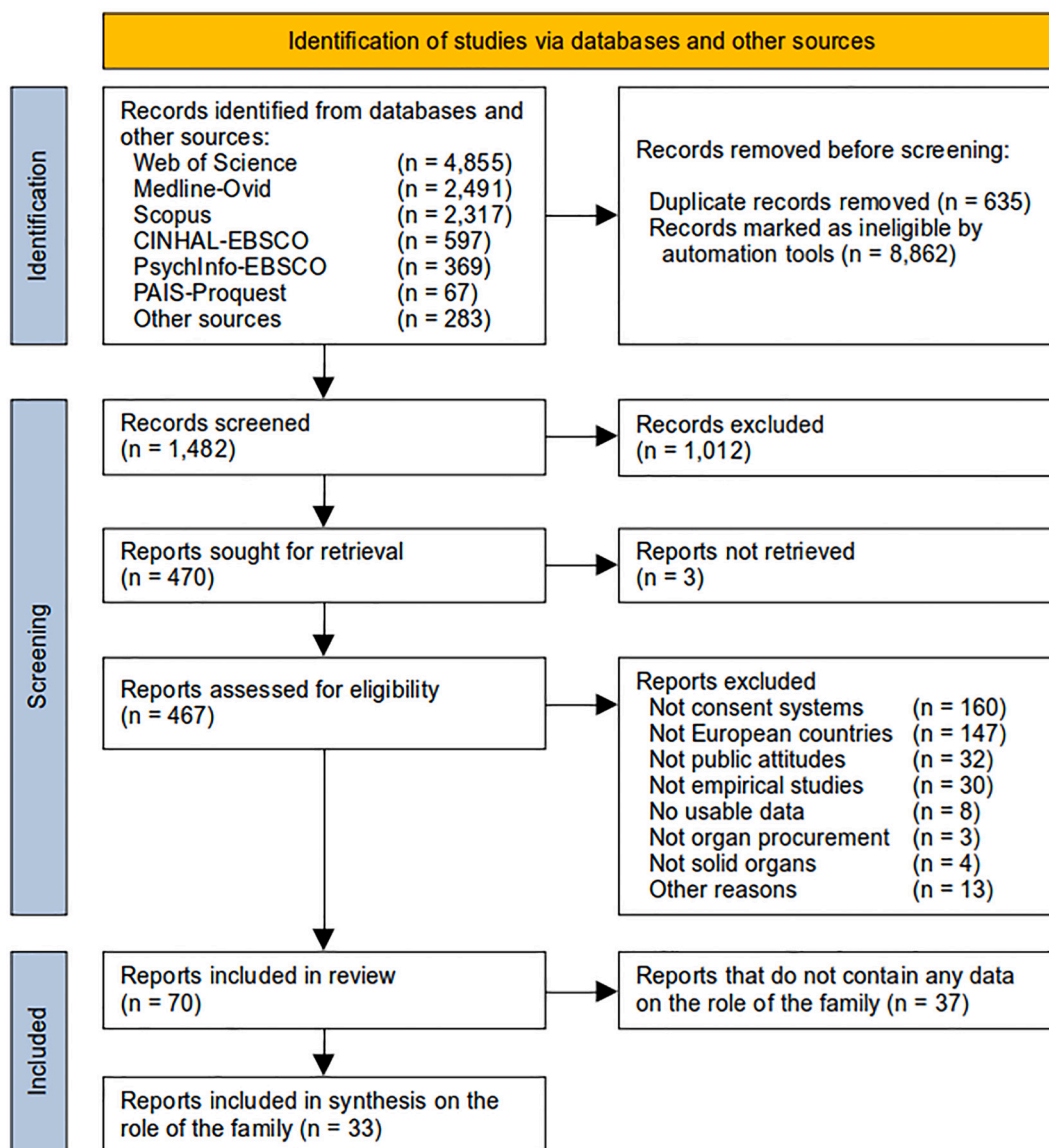 Identification of studies via databases and other sources
Identification
Records identified from databases and
other sources:
Web of Science (n = 4,855)
Medline-Ovid (n = 2,491)
Scopus (n = 2,317)
CINHAL-EBSCO (n = 597)
PsychInfo-EBSCO (n = 369)
PAIS-Proquest (n = 67)
Other sources (n = 283)
Records removed before screening:
Duplicate records removed (n = 635)
Records marked as ineligible by
automation tools (n = 8,862)
Screening
Records screened
(n = 1,482)
Records excluded
(n = 1,012)
Reports sought for retrieval
(n = 470)
Reports not retrieved
(n = 3)
Reports assessed for eligibility
(n = 467)
Reports excluded
Not consent systems (n = 160)
Not European countries (n = 147)
Not public attitudes (n = 32)
Not empirical studies (n = 30)
No usable data (n = 8)
Not organ procurement (n = 3)
Not solid organs (n = 4)
Other reasons (n = 13)
Included
Reports included in review
(n = 70)
Reports that do not contain any data
on the role of the family (n = 37)
Reports included in synthesis on the
role of the family (n = 33)